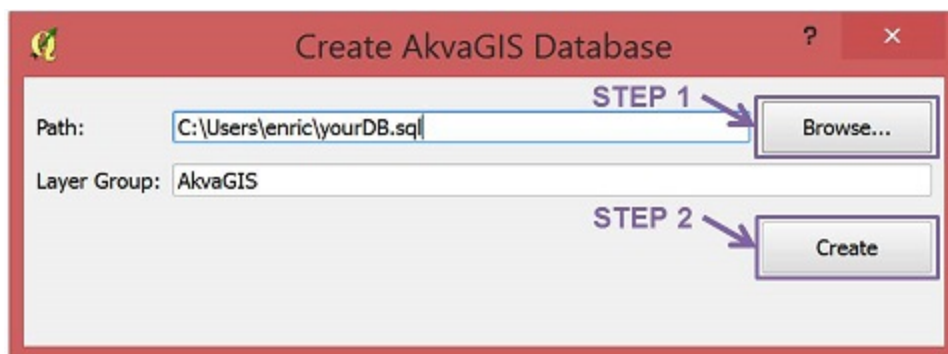 Create AkvaGIS Database
?
STEP 1
Path: C:\Users\enric\yourDB.sql Browse...
Layer Group: AkvaGIS
STEP 2
Create